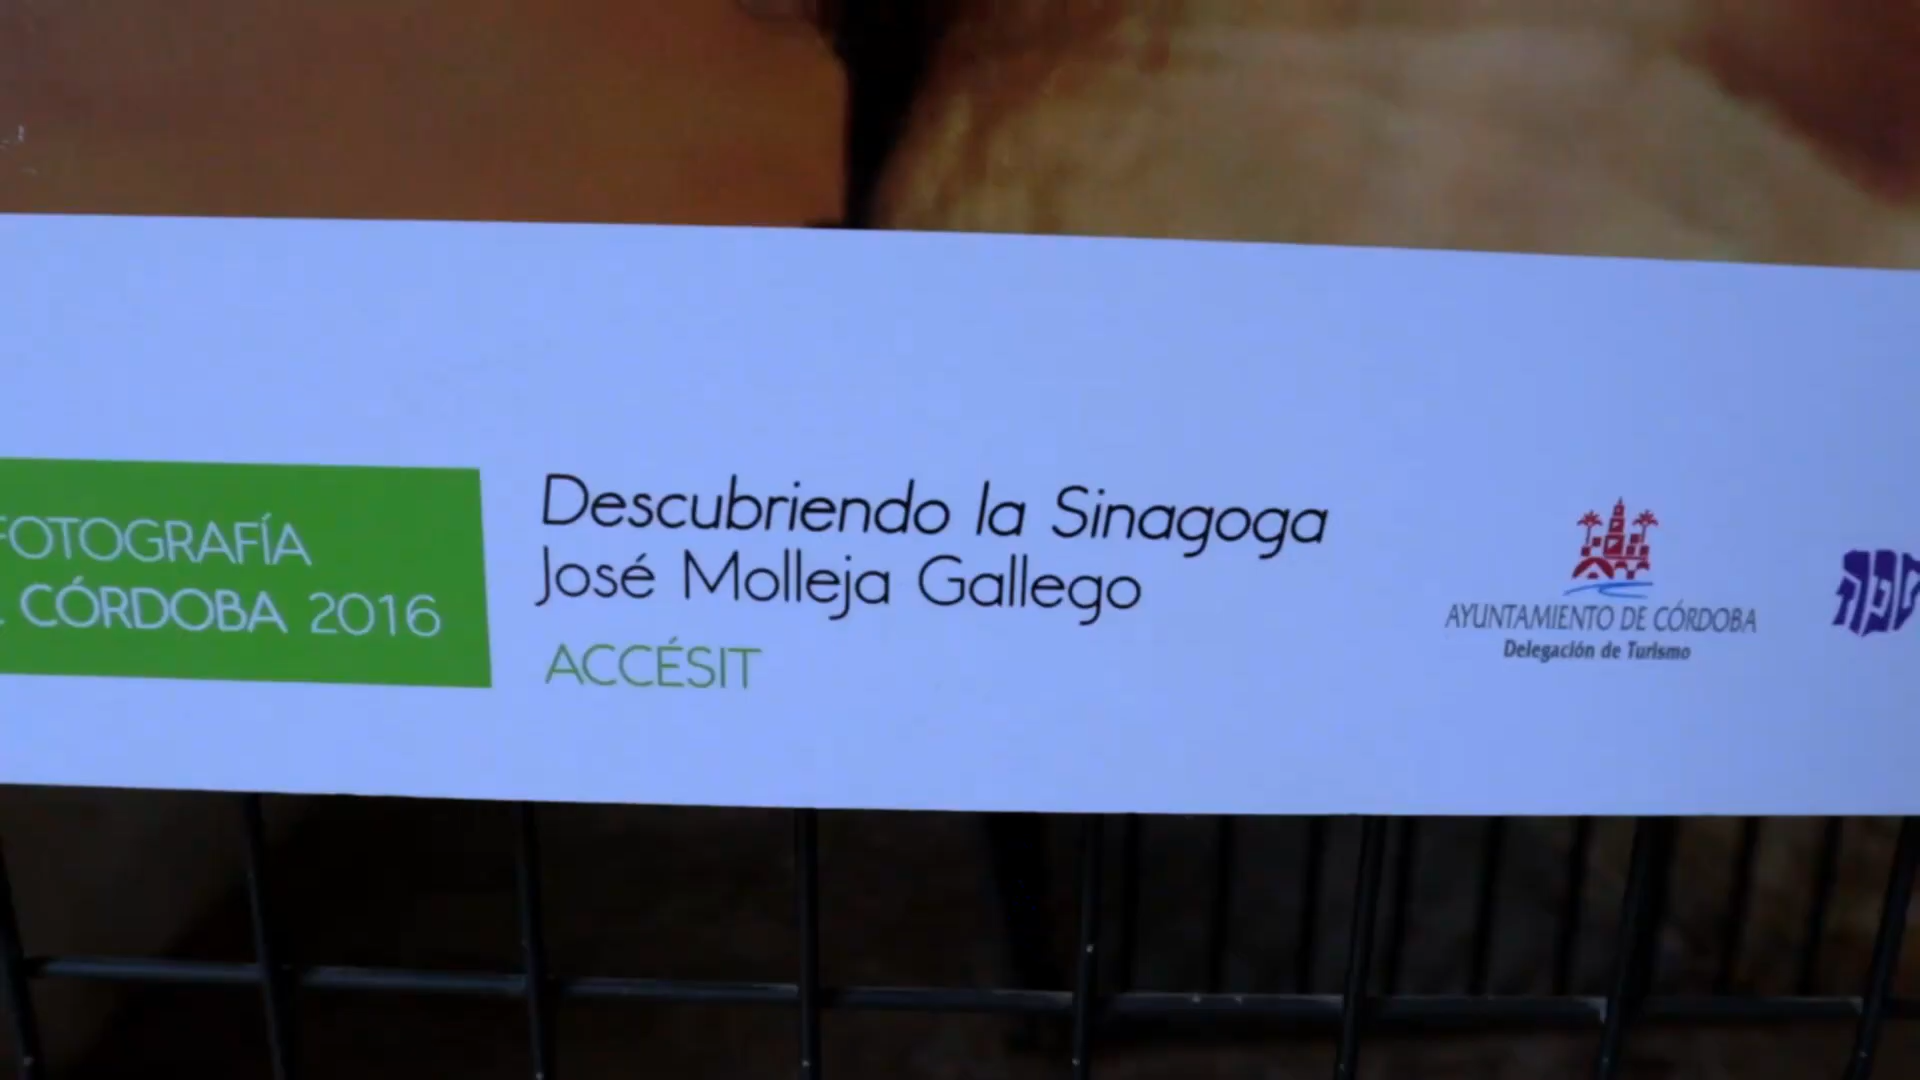 FOTOGRAFÍA
CÓRDOBA 2016
Descubriendo la Sinagoga
José Molleja Gallego
ACCÉSIT
AYUNTAMIENTO DE CÓRDOBA
Delegación de Turismo